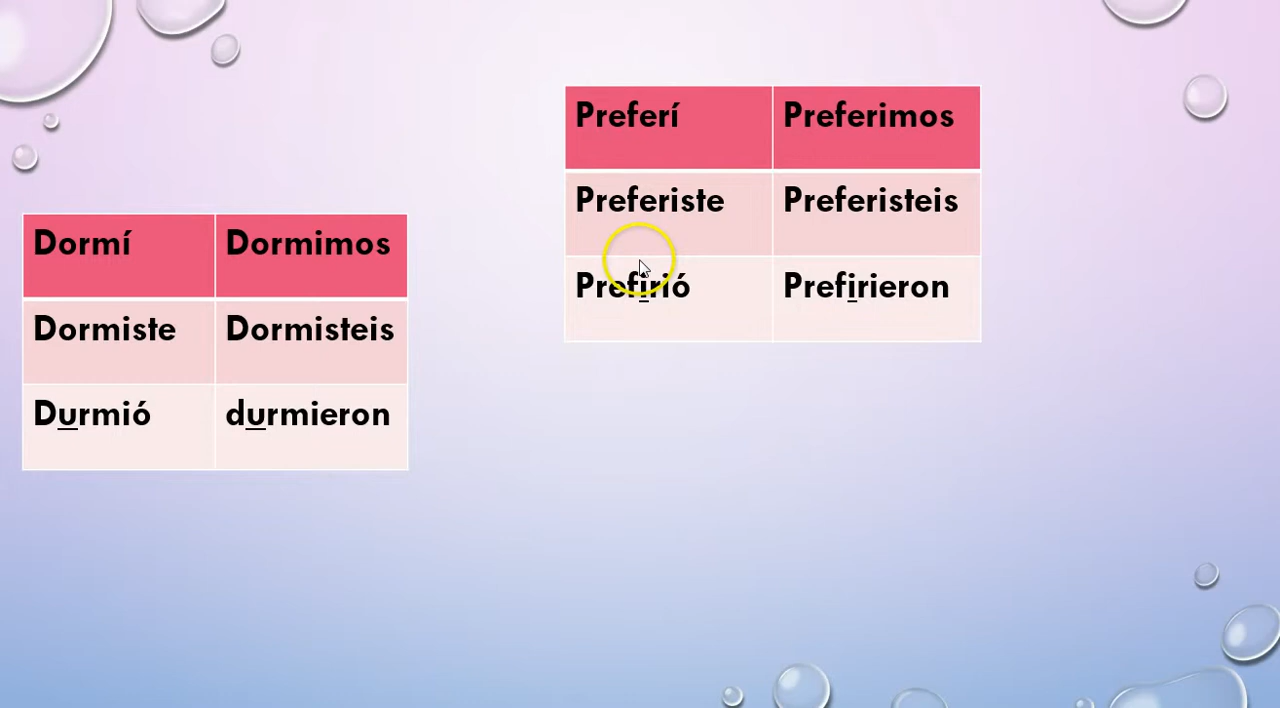 Dormí Dormimos
Dormiste Dormisteis
Durmió durmieron
Preferí Preferimos
Preferiste Preferisteis
Prefirió Prefirieron